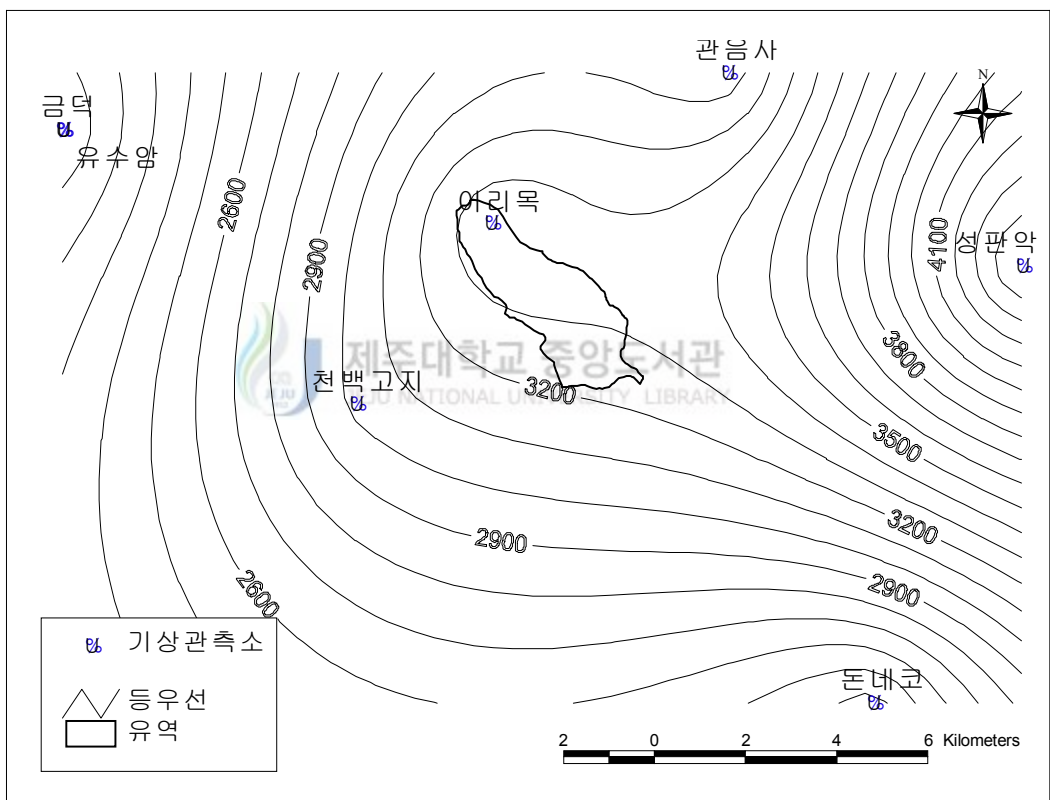 관음사
N
금덕
유수암
2600
어리목
2900
4100
성판악
3800
제주대학교 중앙도서관
JEJU NATIONAL UNIVERSITY LIBRARY
천백고지
3200
3500
3200
2900
2600
2900
기상관측소
등우선
유역
돈네코
2 0 2 4 6 Kilometers